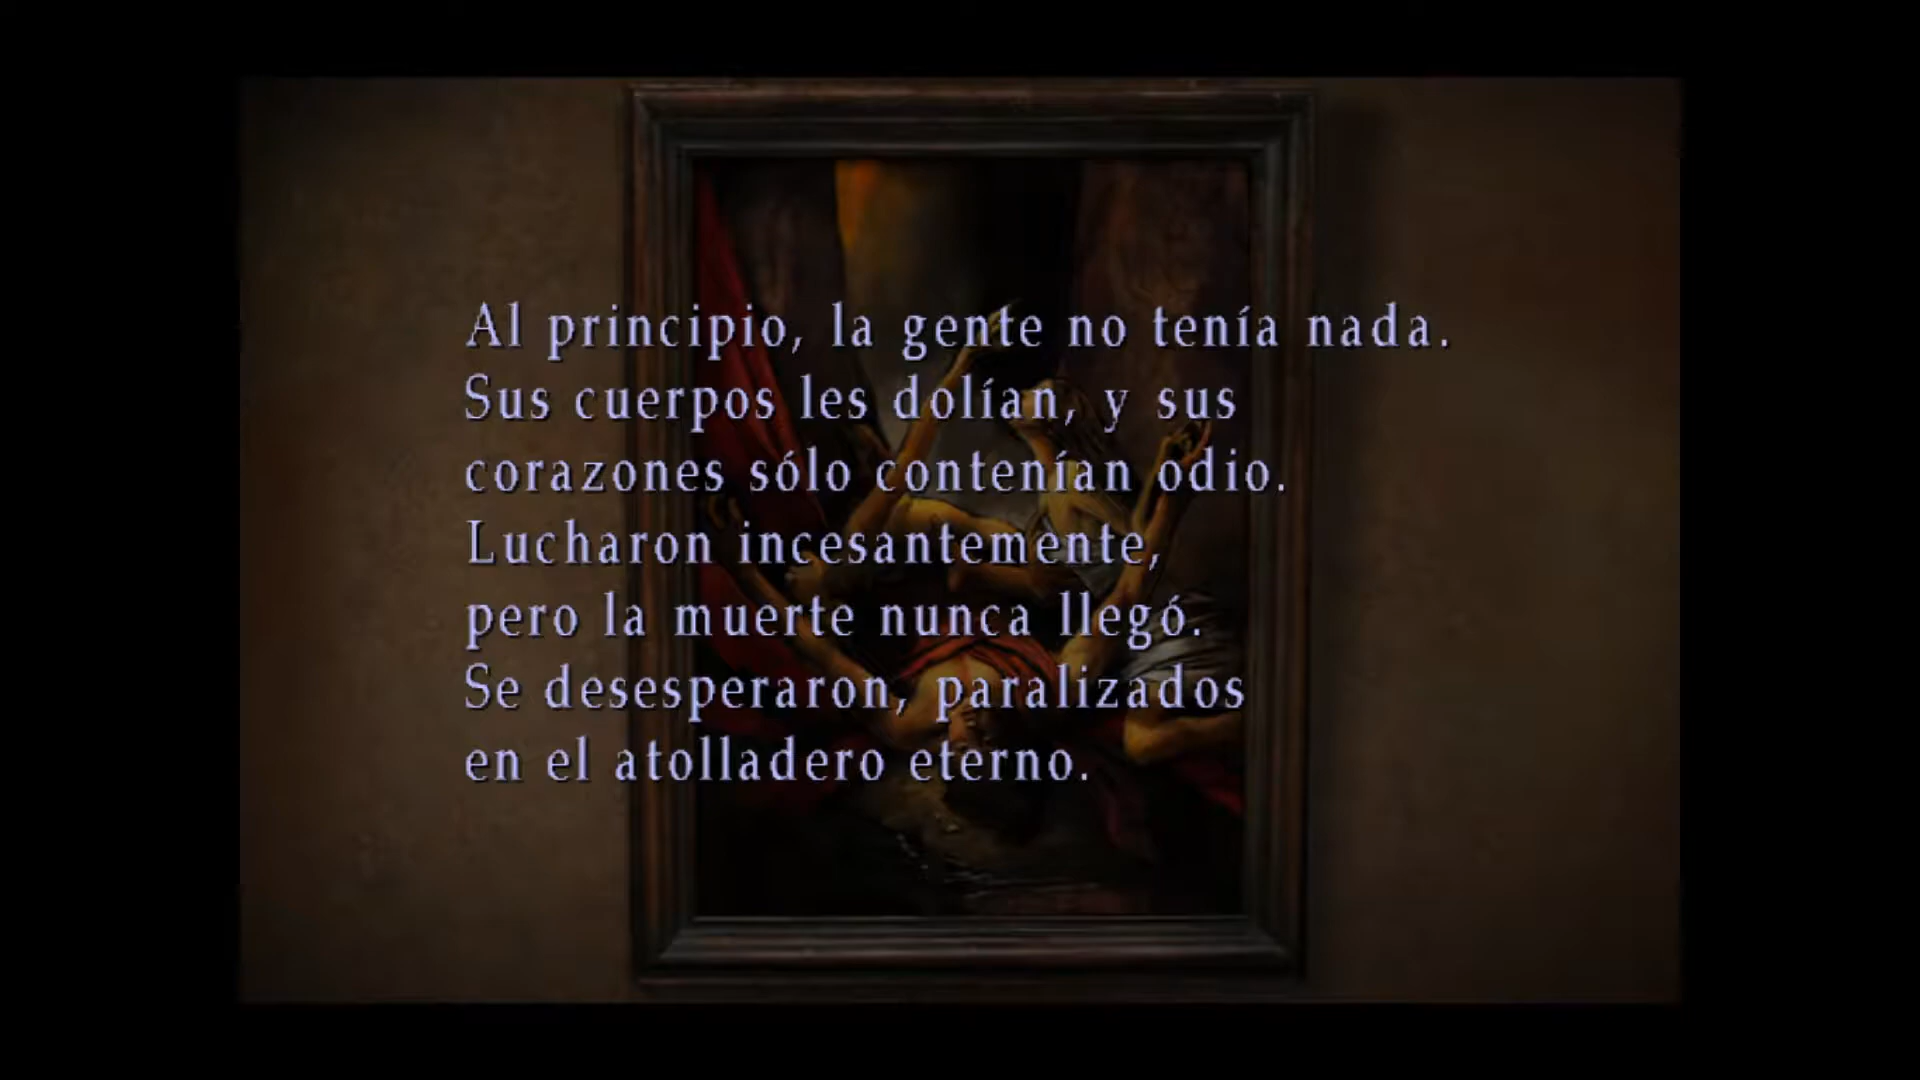 Al principio, la gente no tenía nada.
Sus cuerpos les dolían, y sus
corazones sólo contenían odio.
Lucharon incesantemente,
pero la muerte nunca llegó.
Se desesperaron, paralizados
en el atolladero eterno.